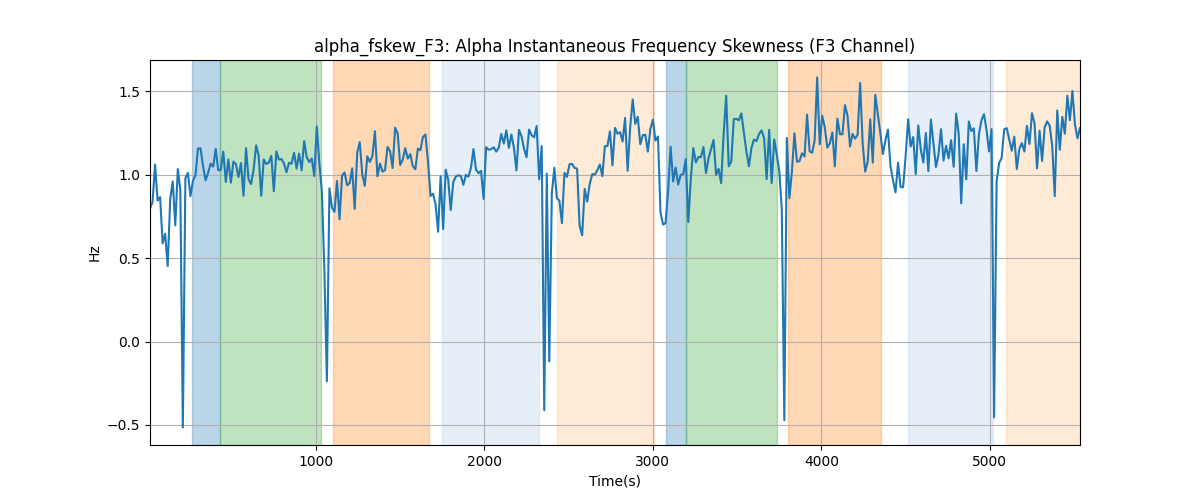 alpha_fskew_F3: Alpha Instantaneous Frequency Skewness (F3 Channel)
1.5
1.0
0.5
0.0
−0.5
Hz
1000 2000 3000 4000 5000
Time(s)